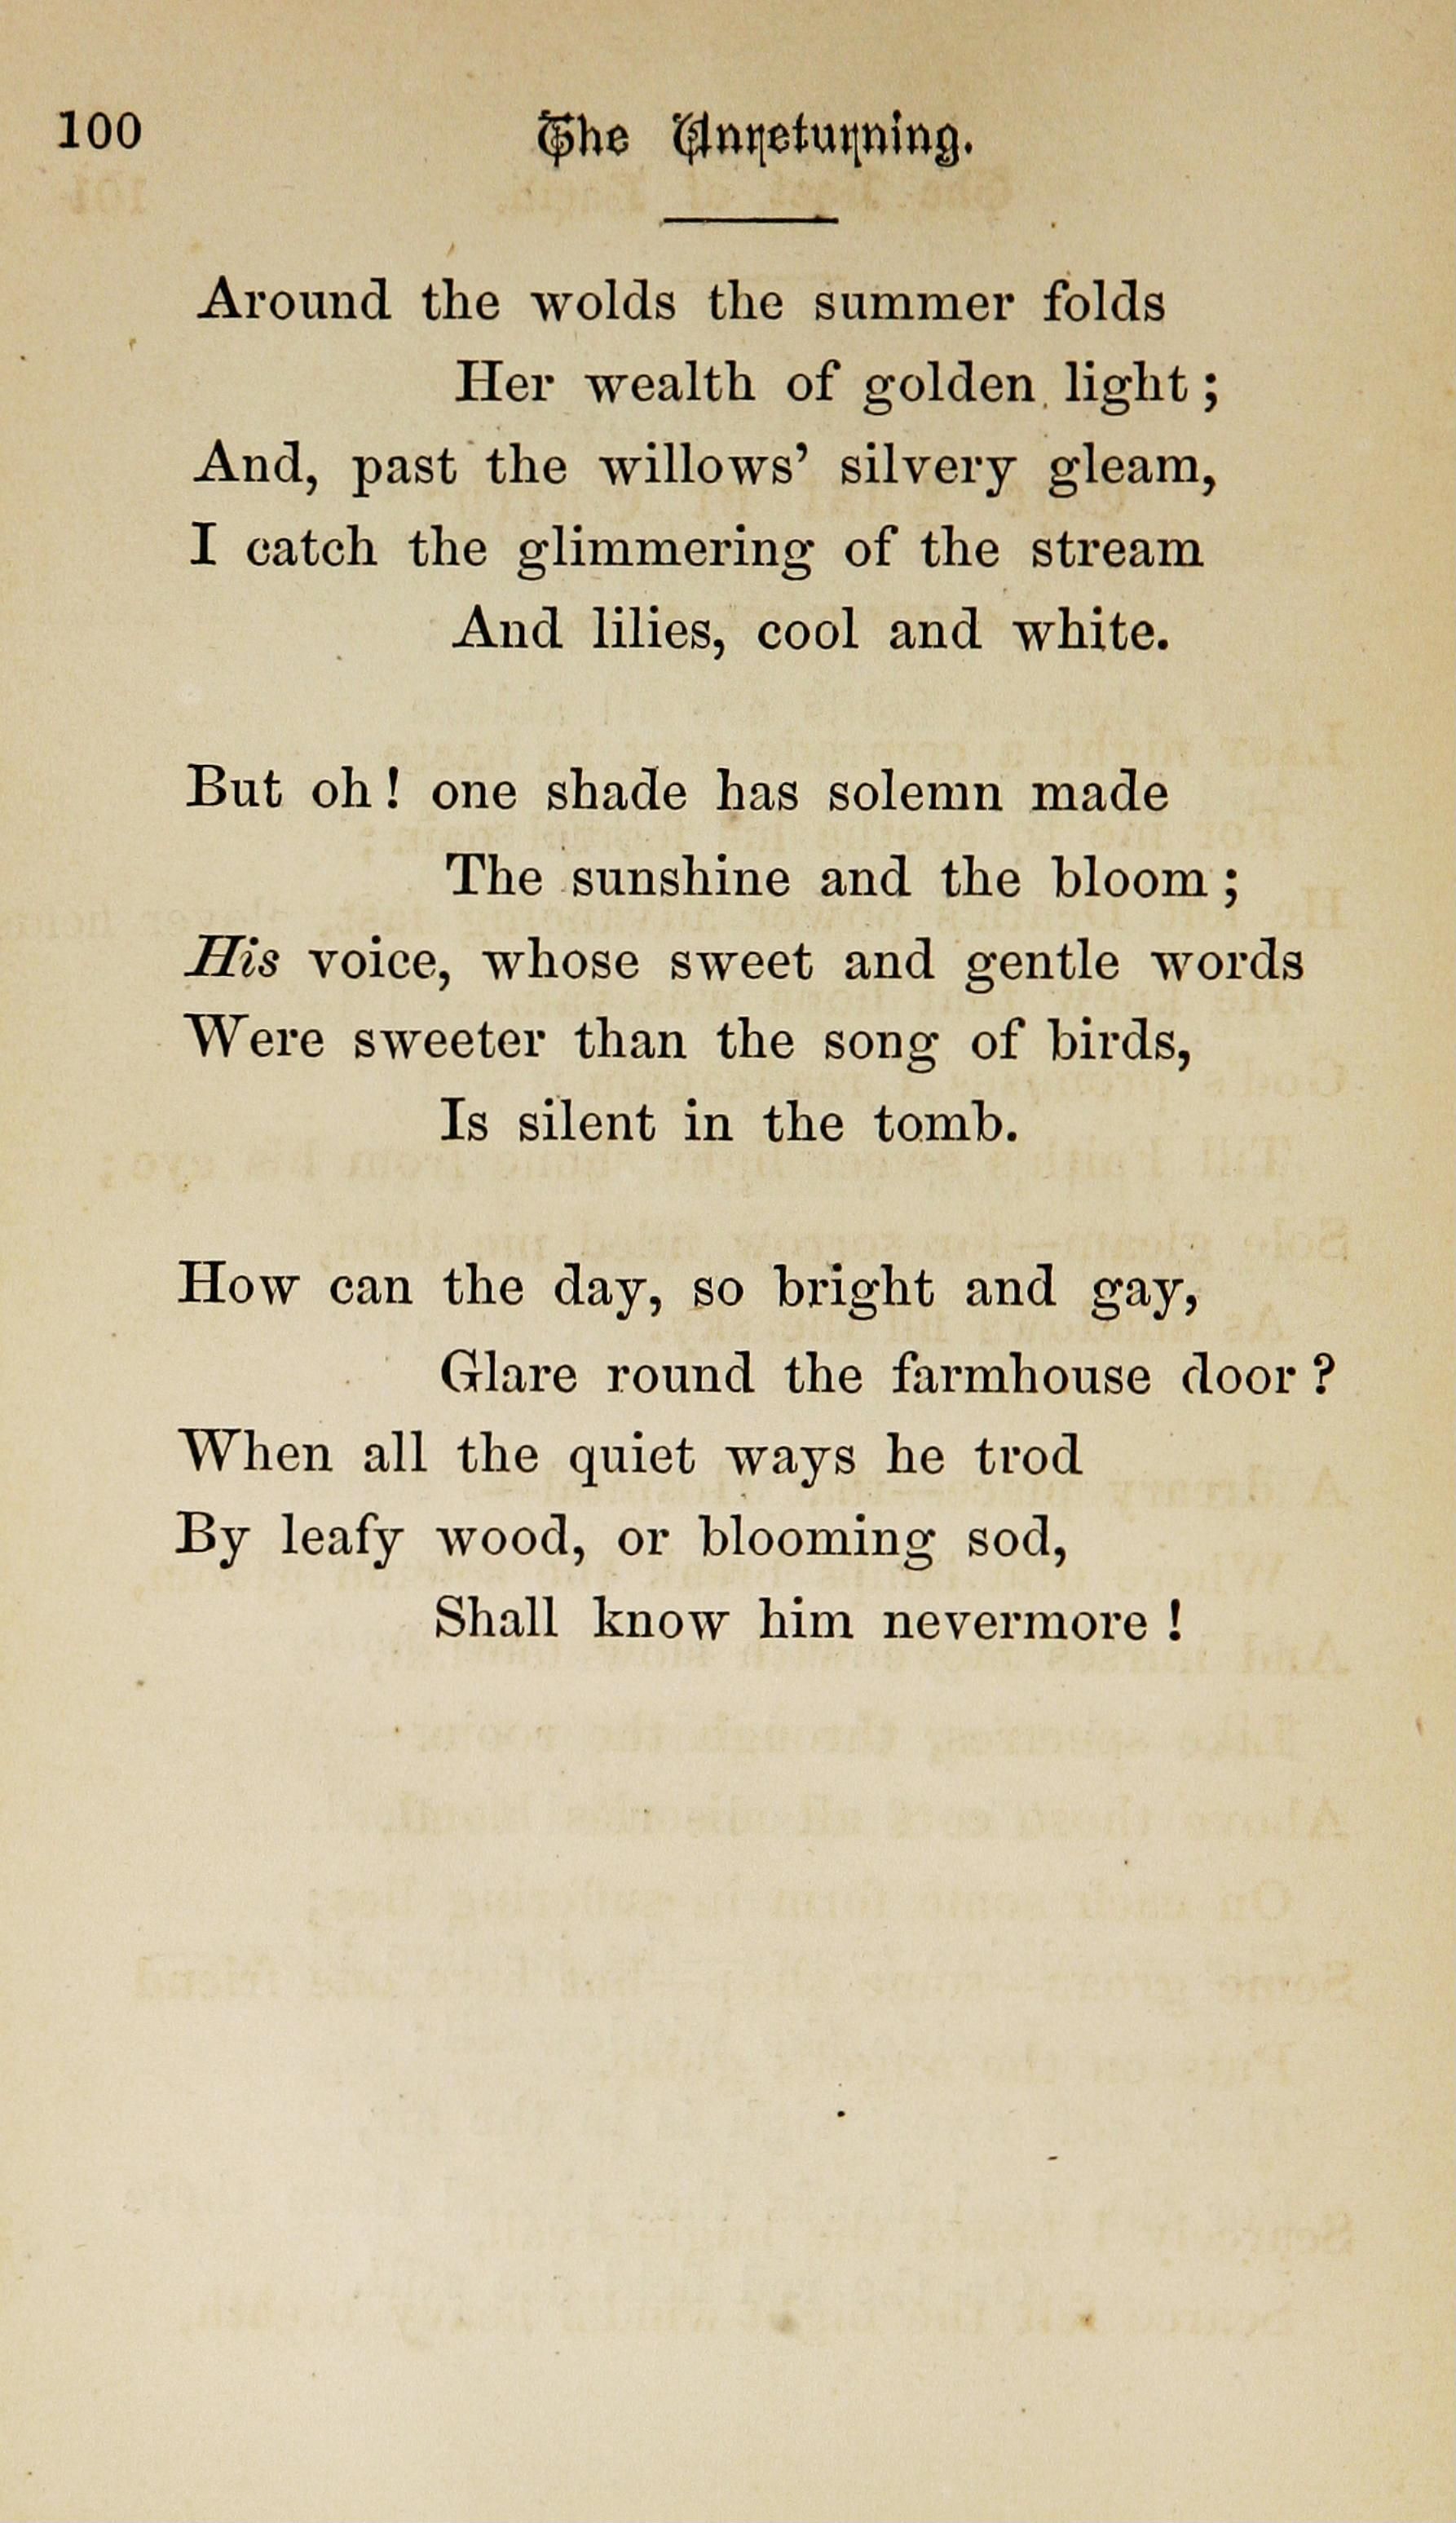 100 The Unreturning.
Around the wolds the summer folds
Her wealth of golden light;
And, past the willows' silvery gleam,
I catch the glimmering of the stream
And lilies, cool and white.
But oh! one shade has solemn made
The sunshine and the bloom;
His voice, whose sweet and gentle words
Were sweeter than the song of birds,
Is silent in the tomb.
How can the day, so bright and gay,
Glare round the farmhouse door?
When all the quiet ways he trod
By leafy wood, or blooming sod,
Shall know him nevermore!